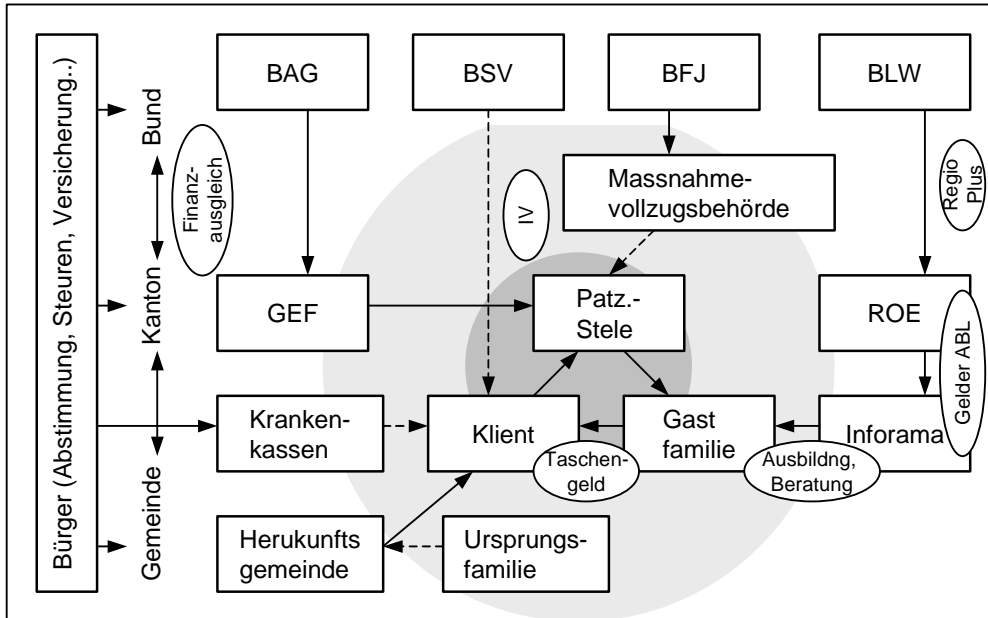 Bürger (Abstimmung, Steuren, Versicherung..)
Bund
Kanton
Gemeinde
Finanz-
ausgleich
BAG
BSV
BFJ
BLW
IV
Massnahme-
vollzugsbehörde
Regio
Plus
GEF
Patz.-
Stele
ROE
Gelder ABL
Kranken-
kassen
Klient
Gast
familie
Inforama
Taschen-
geld
Ausbildng,
Beratung
Herukunfts
gemeinde
Ursprungs-
familie